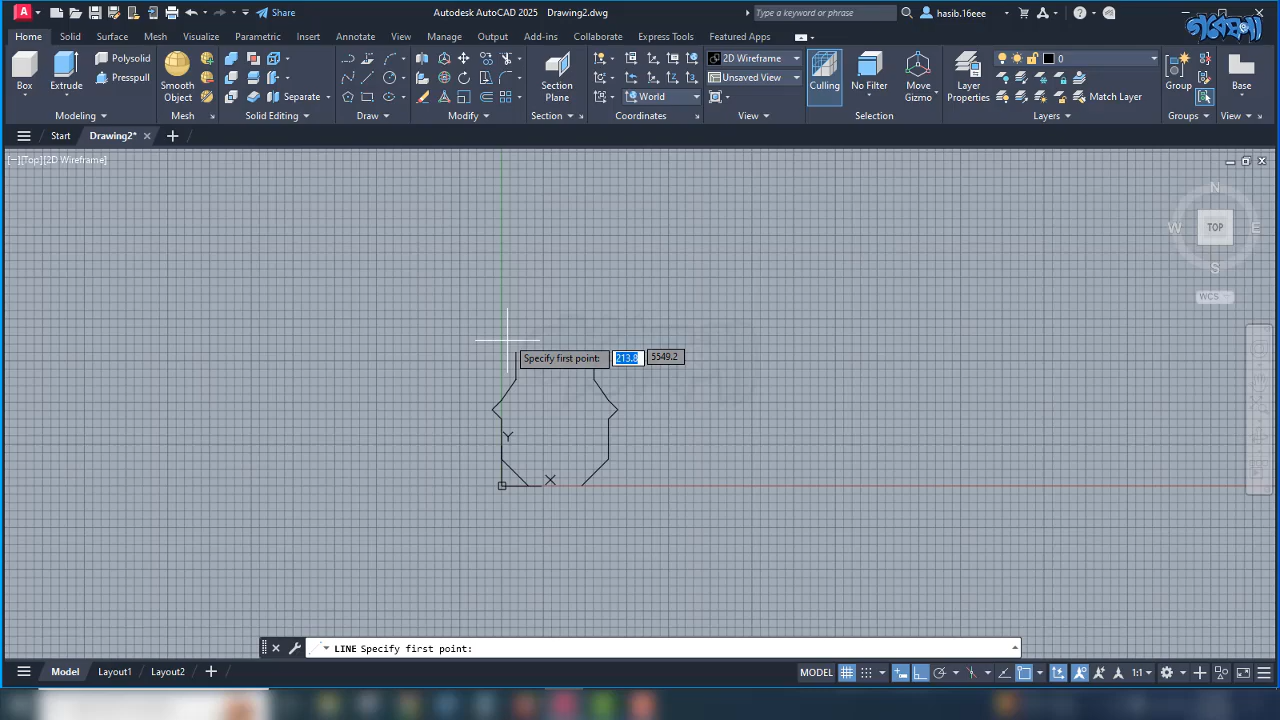 A Share Autodesk AutoCAD 2025 Drawing2.dwg Type a keyword or phrase hasib.16eee ?
গবেষণা
Home Solid Surface Mesh Visualize Parametric Insert Annotate View Manage Output Add-ins Collaborate Express Tools Featured Apps
Polysolid
Presspull
Box Extrude
Smooth
Object
Separate
Section
Plane
World
2D Wireframe
Unsaved View
Culling No Filter Move
Gizmo
Layer
Properties
0
Match Layer
Group Base
Modeling Mesh Solid Editing Draw Modify Section Coordinates View Selection Layers Groups View
Start Drawing2* +
[−][Top][2D Wireframe]
N
W TOP E
S
WCS
Specify first point: 213.8 5549.2
Y
X
LINE Specify first point:
Model Layout1 Layout2 + MODEL 1:1